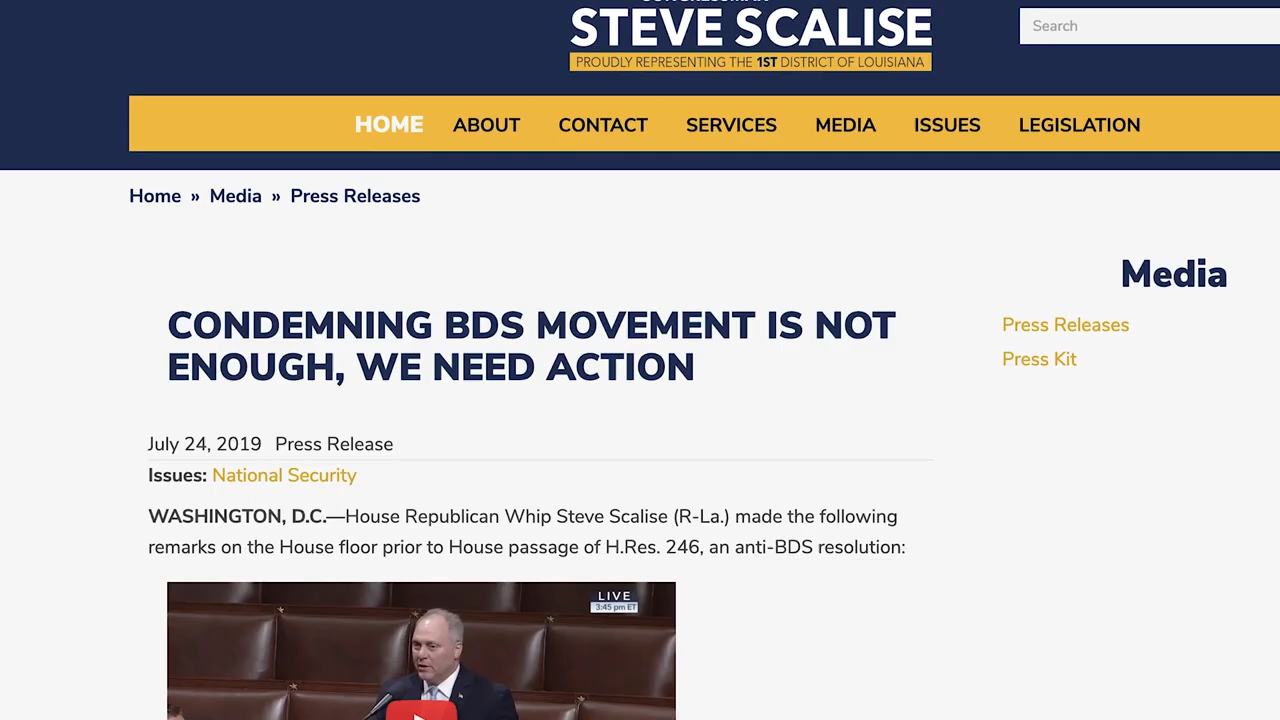 STEVE SCALISE
PROUDLY REPRESENTING THE 1ST DISTRICT OF LOUISIANA
Search
HOME ABOUT CONTACT SERVICES MEDIA ISSUES LEGISLATION
Home » Media » Press Releases
Media
Press Releases
Press Kit
CONDEMNING BDS MOVEMENT IS NOT
ENOUGH, WE NEED ACTION
July 24, 2019 Press Release
Issues: National Security
WASHINGTON, D.C.—House Republican Whip Steve Scalise (R-La.) made the following
remarks on the House floor prior to House passage of H.Res. 246, an anti-BDS resolution:
LIVE
3:45 pm ET